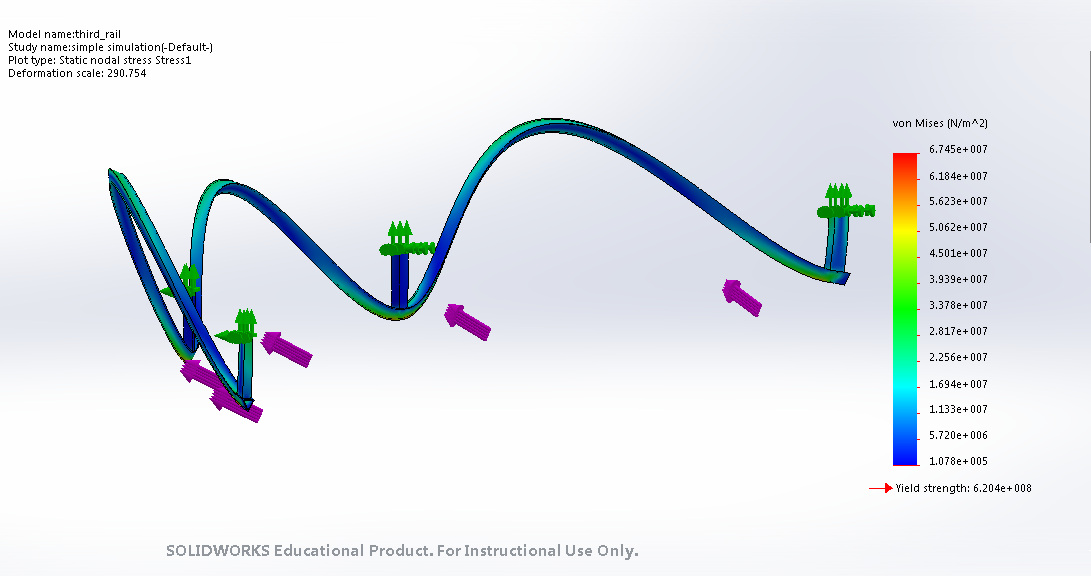 Model name:third_rail
Study name:simple simulation(-Default-)
Plot type: Static nodal stress Stress1
Deformation scale: 290.754
von Mises (N/m^2)
6.745e+007
6.184e+007
5.623e+007
5.062e+007
4.501e+007
3.939e+007
3.378e+007
2.817e+007
2.256e+007
1.694e+007
1.133e+007
5.720e+006
1.078e+005
Yield strength: 6.204e+008
SOLIDWORKS Educational Product. For Instructional Use Only.